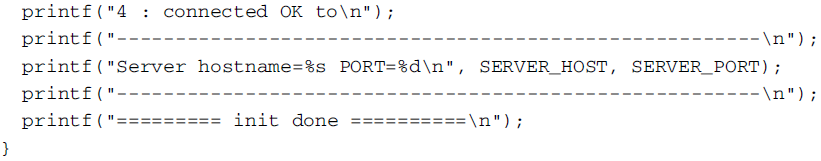 printf("4 : connected OK to\n");
printf("-------------------------------------------------------\n");
printf("Server hostname=%s PORT=%d\n", SERVER_HOST, SERVER_PORT);
printf("-------------------------------------------------------\n");
printf("========= init done ==========\n");
}